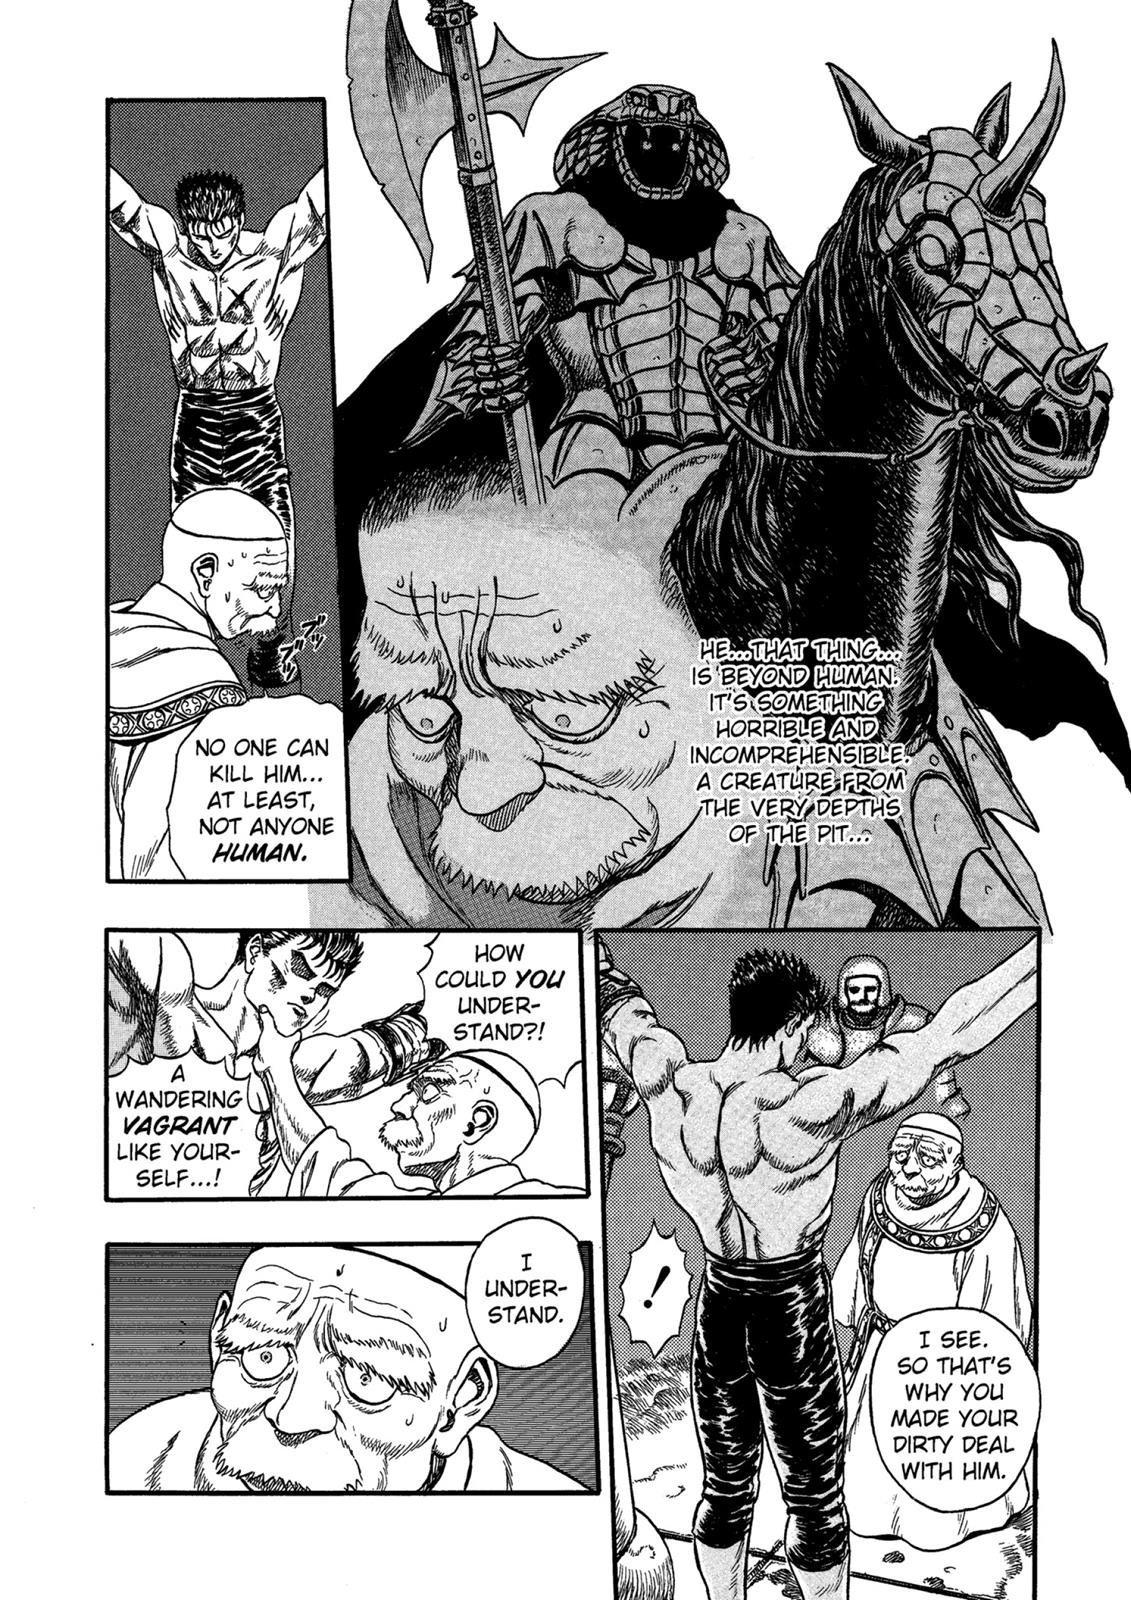 HE...THAT THING...
IS BEYOND HUMAN.
IT'S SOMETHING
HORRIBLE AND
INCOMPREHENSIBLE.
A CREATURE FROM
THE VERY DEPTHS
OF THE PIT...
NO ONE CAN
KILL HIM...
AT LEAST,
NOT ANYONE
HUMAN.
HOW
COULD YOU
UNDER-
STAND?!
A
WANDERING
VAGRANT
LIKE YOUR-
SELF...!
I
UNDER-
STAND.
!
I SEE.
SO THAT'S
WHY YOU
MADE YOUR
DIRTY DEAL
WITH HIM.